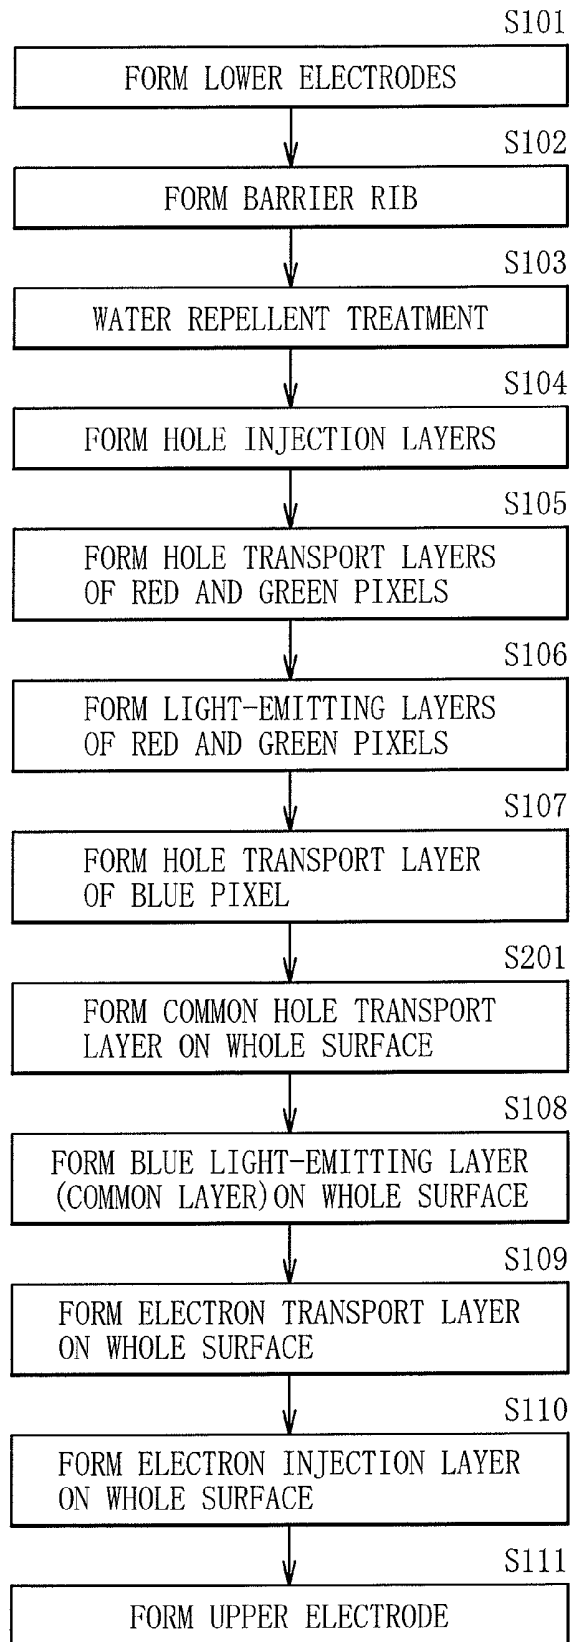 S101
FORM LOWER ELECTRODES
S102
FORM BARRIER RIB
S103
WATER REPELLENT TREATMENT
S104
FORM HOLE INJECTION LAYERS
S105
FORM HOLE TRANSPORT LAYERS
OF RED AND GREEN PIXELS
S106
FORM LIGHT-EMITTING LAYERS
OF RED AND GREEN PIXELS
S107
FORM HOLE TRANSPORT LAYER
OF BLUE PIXEL
S201
FORM COMMON HOLE TRANSPORT
LAYER ON WHOLE SURFACE
S108
FORM BLUE LIGHT-EMITTING LAYER
(COMMON LAYER) ON WHOLE SURFACE
S109
FORM ELECTRON TRANSPORT LAYER
ON WHOLE SURFACE
S110
FORM ELECTRON INJECTION LAYER
ON WHOLE SURFACE
S111
FORM UPPER ELECTRODE